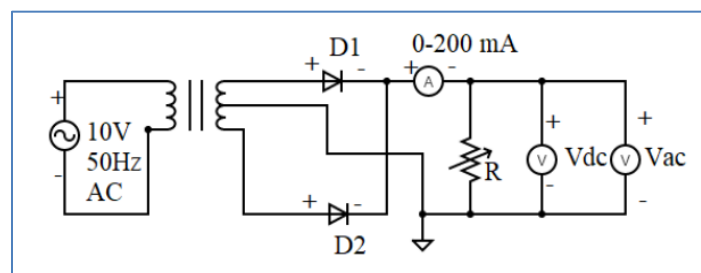 D1
0-200 mA
+ -
+ -
+
10V
50Hz
AC
-
A
R
+
V
Vdc
-
+
V
Vac
-
+ -
D2